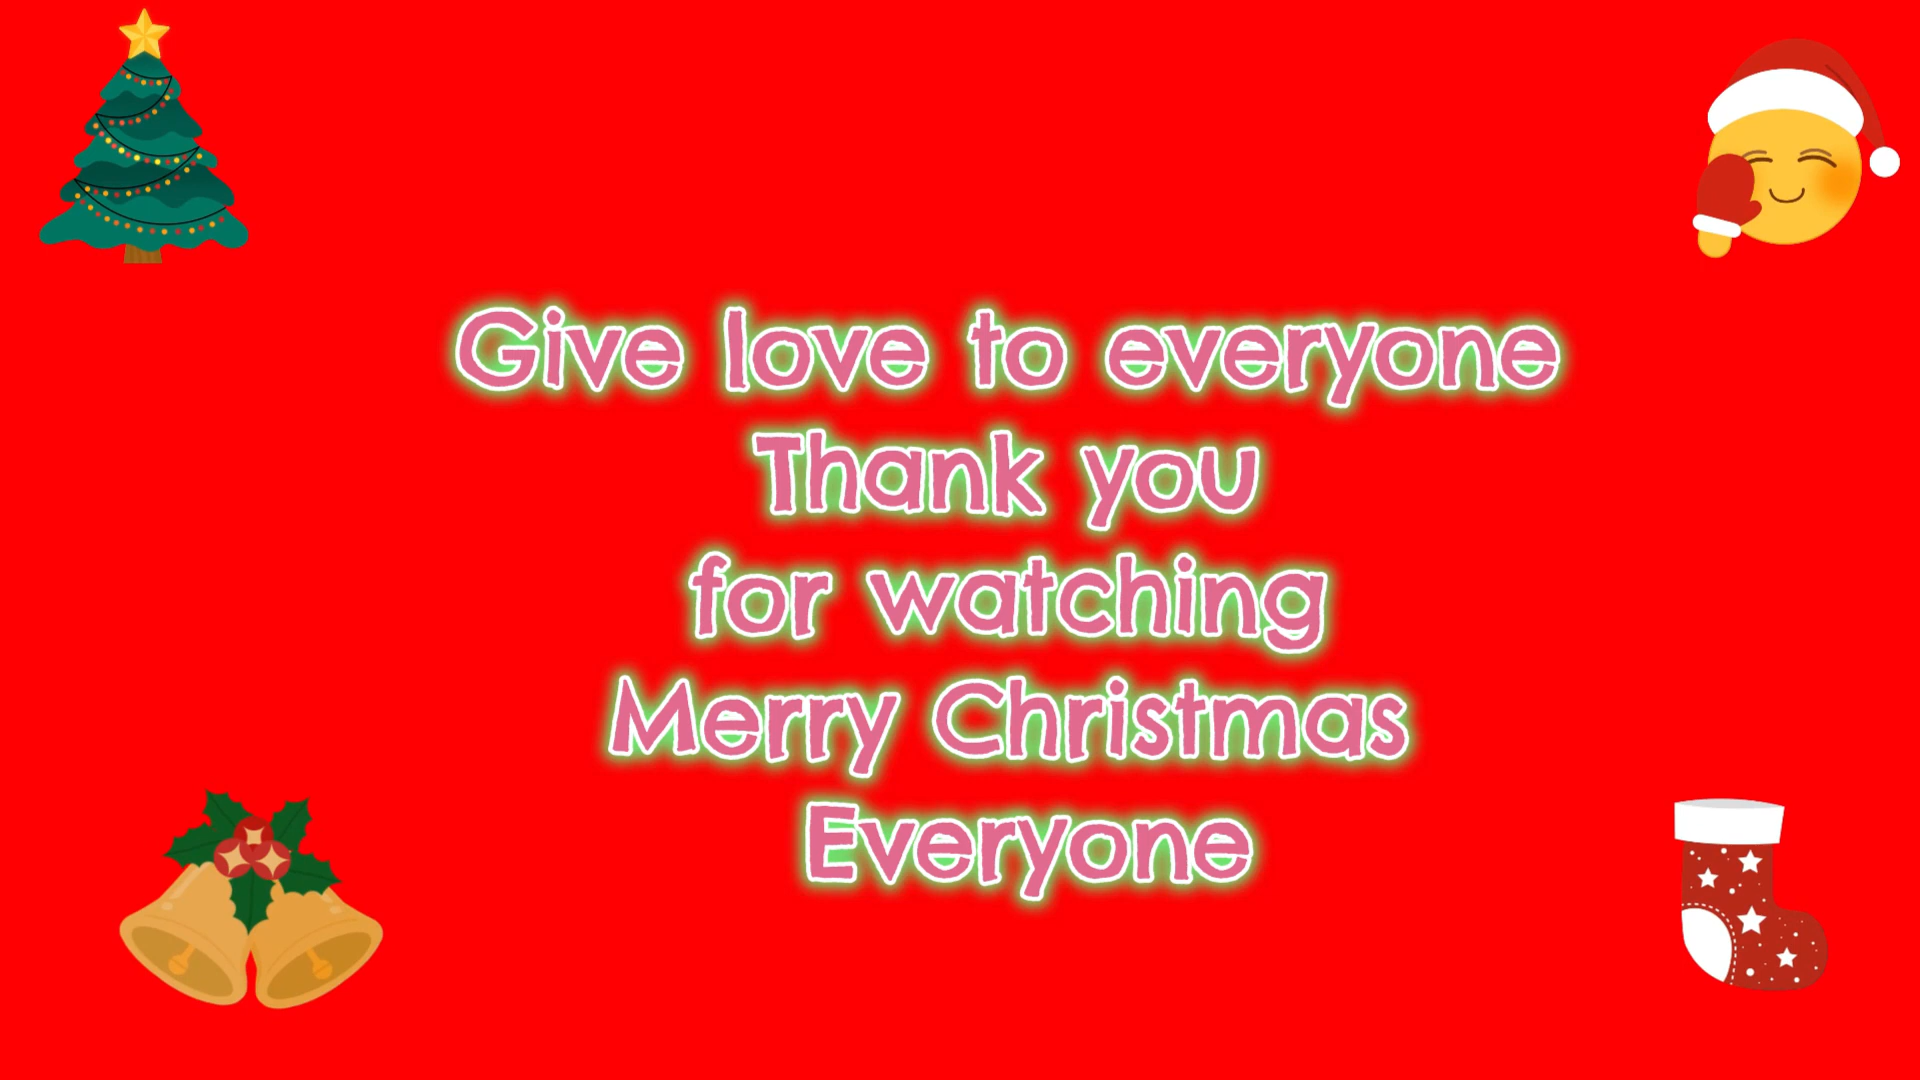 Give love to everyone
Thank you
for watching
Merry Christmas
Everyone